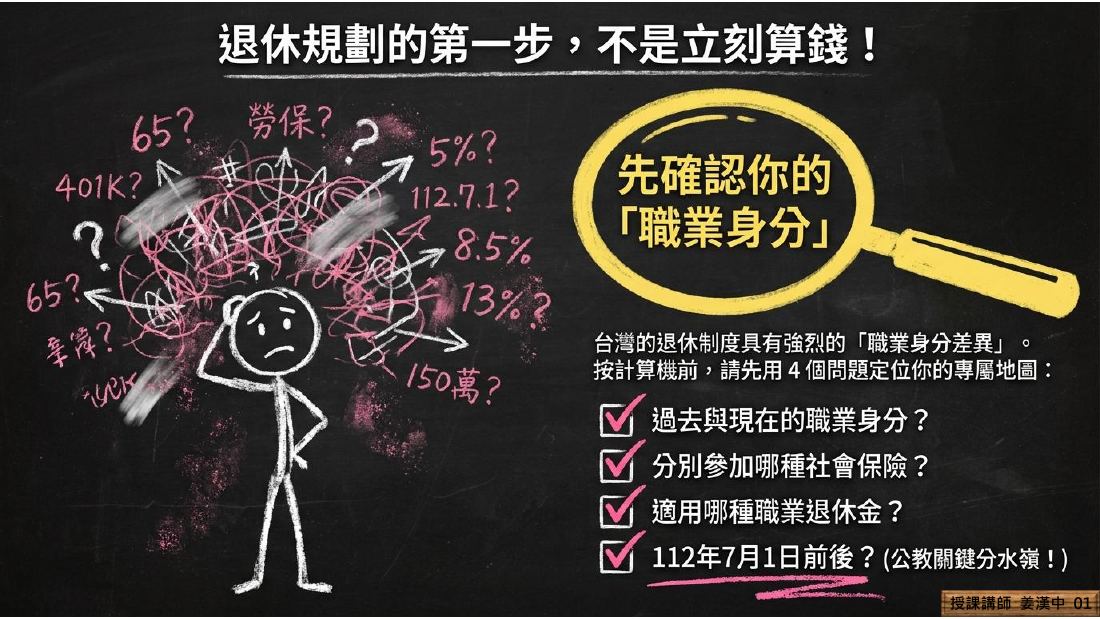 退休規劃的第一步，不是立刻算錢！
65?
勞保?
?
5%?
401K?
112.7.1?
?
8.5%
65?
13%?
?
150萬?
先確認你的
「職業身分」
台灣的退休制度具有強烈的「職業身分差異」。
按計算機前，請先用 4 個問題定位你的專屬地圖：
過去與現在的職業身分？
分別參加哪種社會保險？
適用哪種職業退休金？
112年7月1日前後？(公教關鍵分水嶺！)
授課講師 姜漢中 01